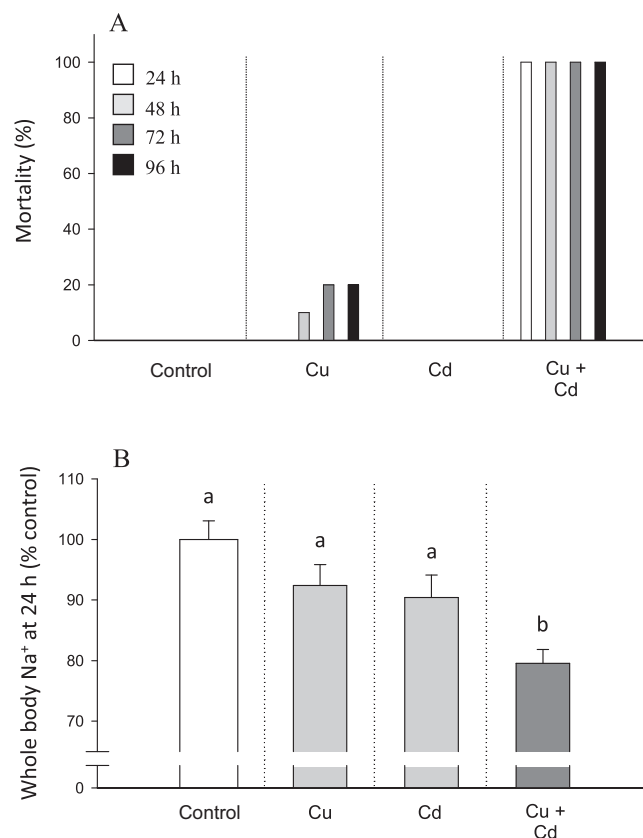 A
Mortality (%)
100
80
60
40
20
0
24 h
48 h
72 h
96 h
Control
Cu
Cd
Cu +
Cd
B
Whole body Na⁺ at 24 h (% control)
110
100
90
80
70
0
a
a
a
b
Control
Cu
Cd
Cu +
Cd